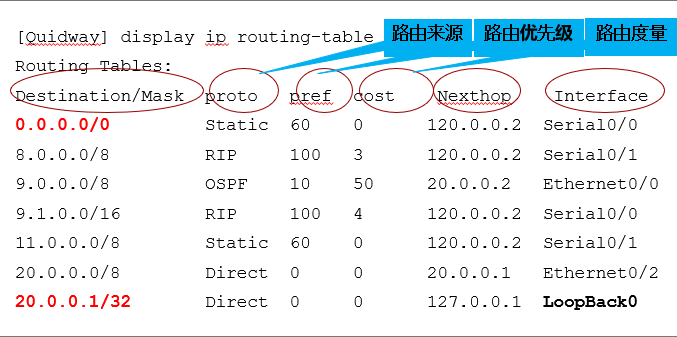 [Quidway] display ip routing-table
路由来源
路由优先级
路由度量
Routing Tables:
Destination/Mask proto pref cost Nexthop Interface
0.0.0.0/0 Static 60 0 120.0.0.2 Serial0/0
8.0.0.0/8 RIP 100 3 120.0.0.2 Serial0/1
9.0.0.0/8 OSPF 10 50 20.0.0.2 Ethernet0/0
9.1.0.0/16 RIP 100 4 120.0.0.2 Serial0/0
11.0.0.0/8 Static 60 0 120.0.0.2 Serial0/1
20.0.0.0/8 Direct 0 0 20.0.0.1 Ethernet0/2
20.0.0.1/32 Direct 0 0 127.0.0.1 LoopBack0